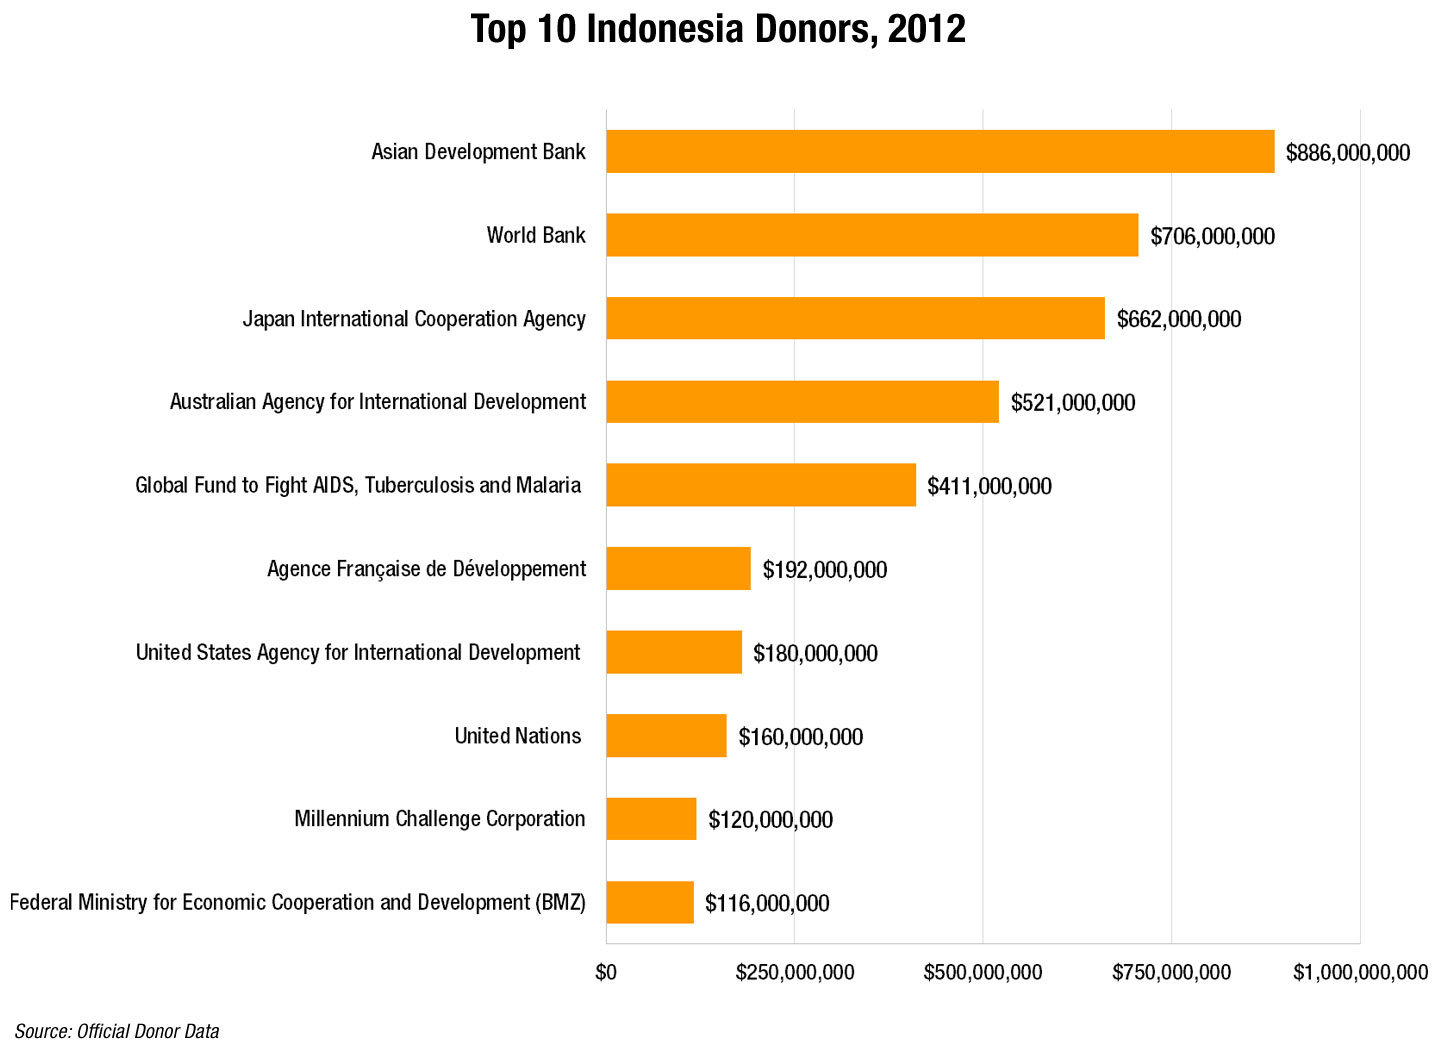 Top 10 Indonesia Donors, 2012
Asian Development Bank $886,000,000
World Bank $706,000,000
Japan International Cooperation Agency $662,000,000
Australian Agency for International Development $521,000,000
Global Fund to Fight AIDS, Tuberculosis and Malaria $411,000,000
Agence Française de Développement $192,000,000
United States Agency for International Development $180,000,000
United Nations $160,000,000
Millennium Challenge Corporation $120,000,000
Federal Ministry for Economic Cooperation and Development (BMZ) $116,000,000
$0 $250,000,000 $500,000,000 $750,000,000 $1,000,000,000
Source: Official Donor Data